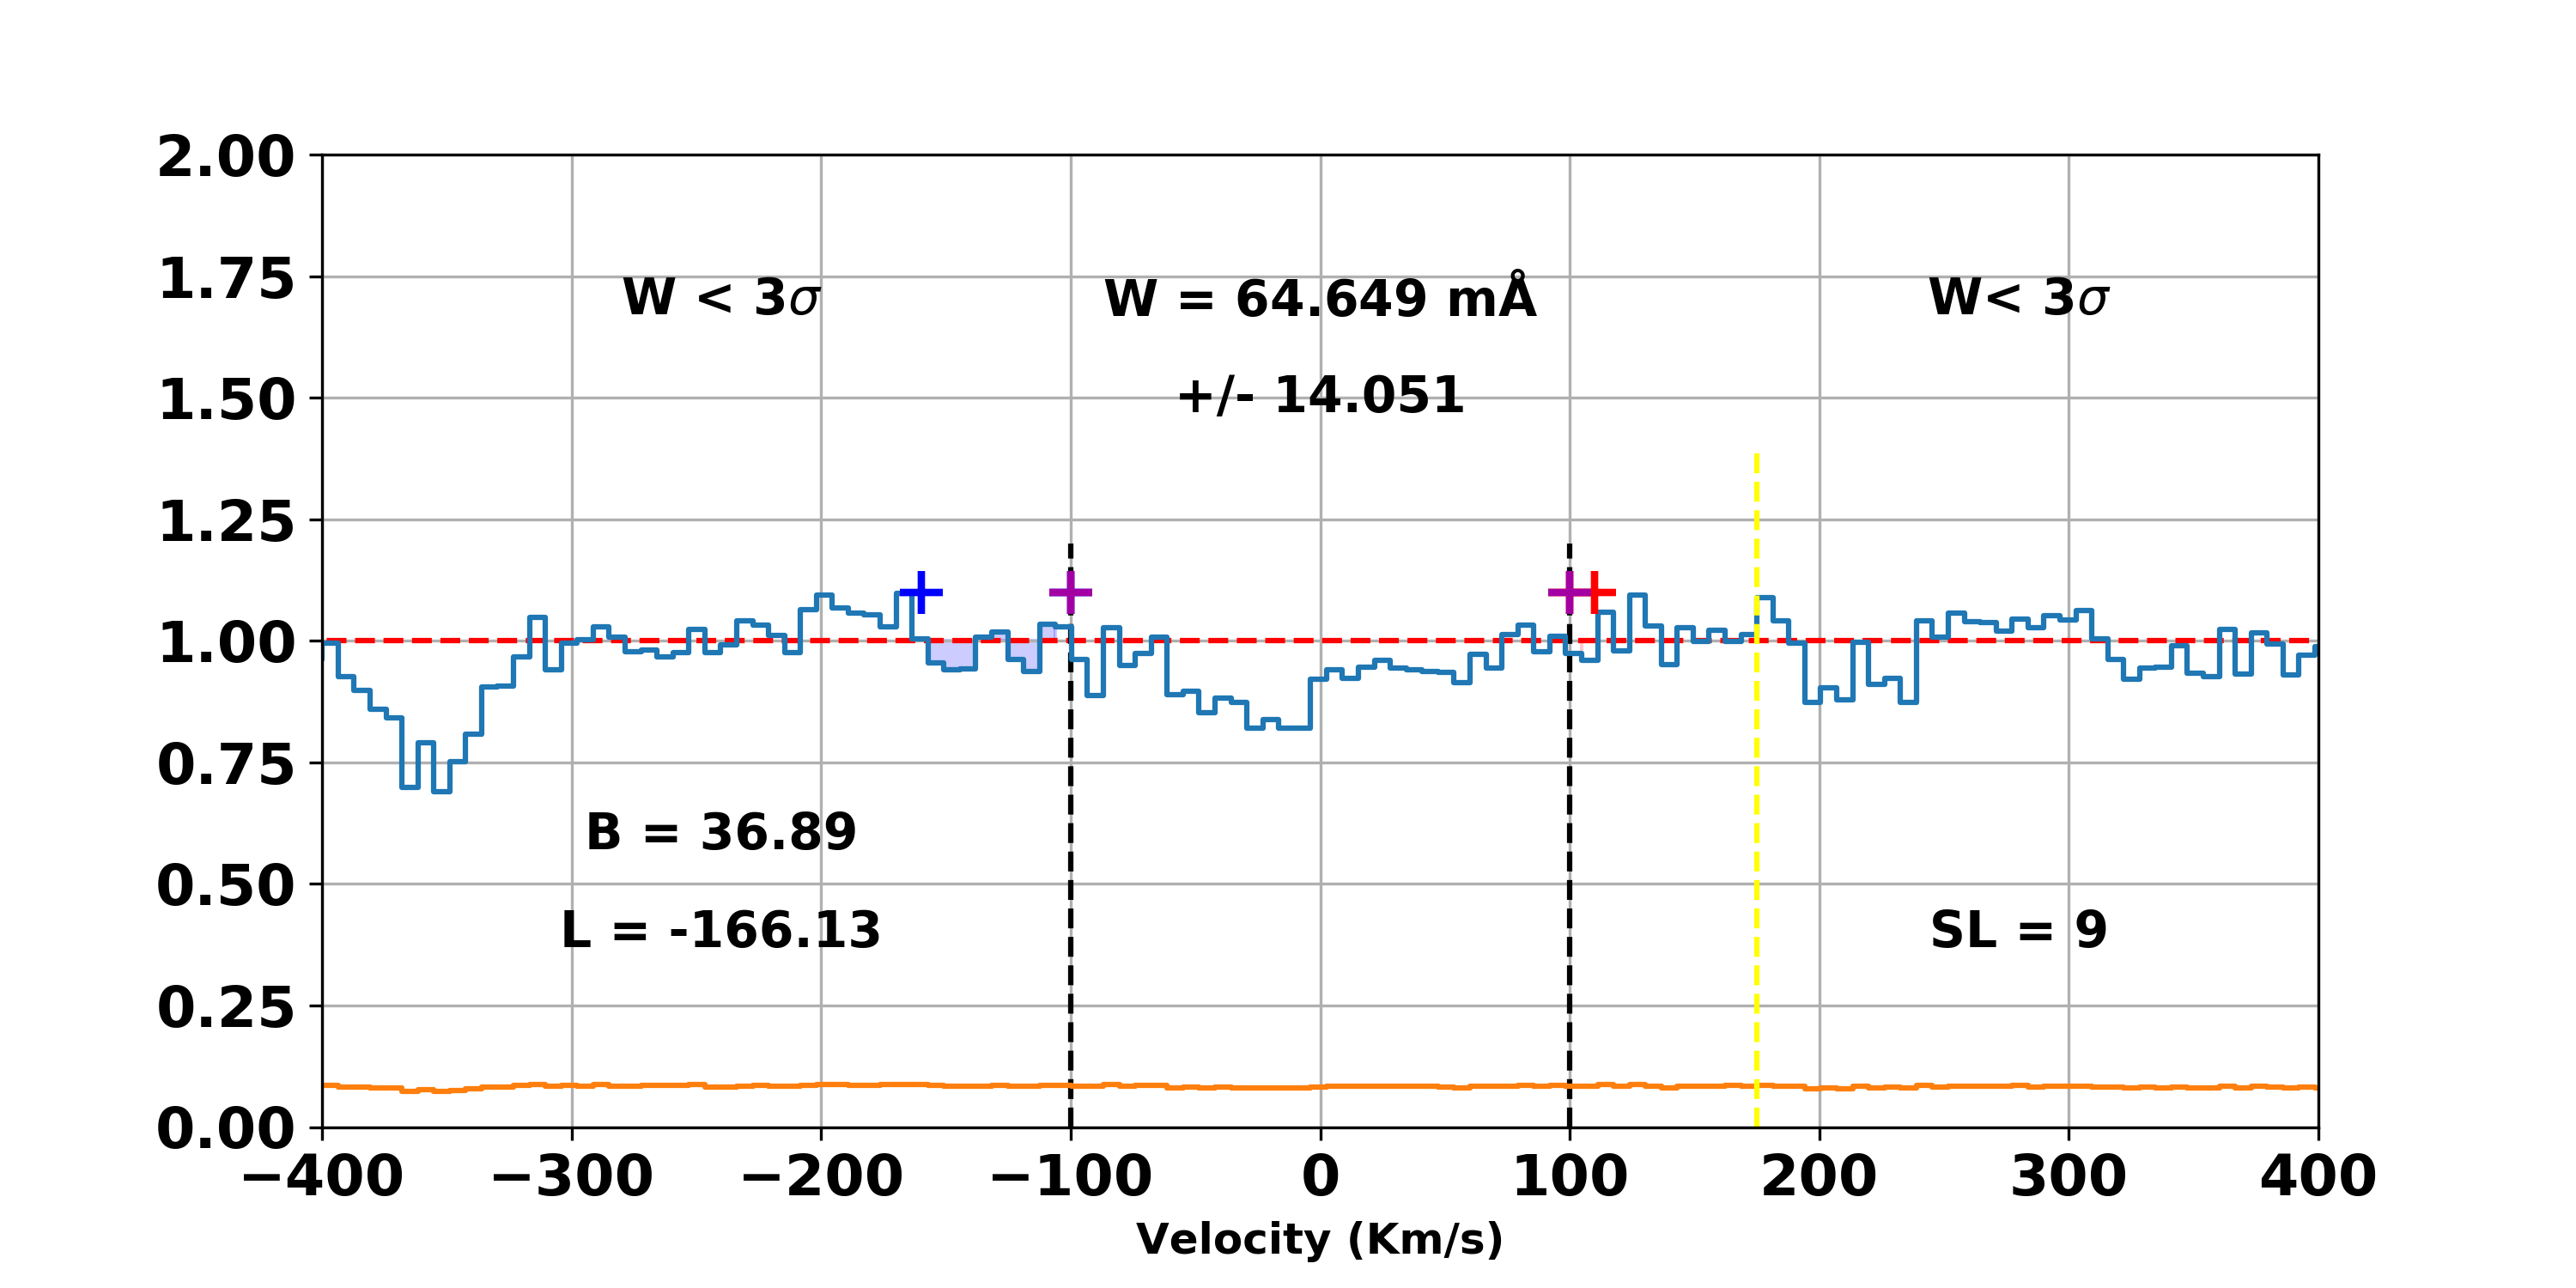 2.00
1.75
W < 3σ
W = 64.649 mÅ
W< 3σ
1.50
+/- 14.051
1.25
1.00
0.75
B = 36.89
0.50
L = -166.13
SL = 9
0.25
0.00
−400 −300 −200 −100 0 100 200 300 400
Velocity (Km/s)